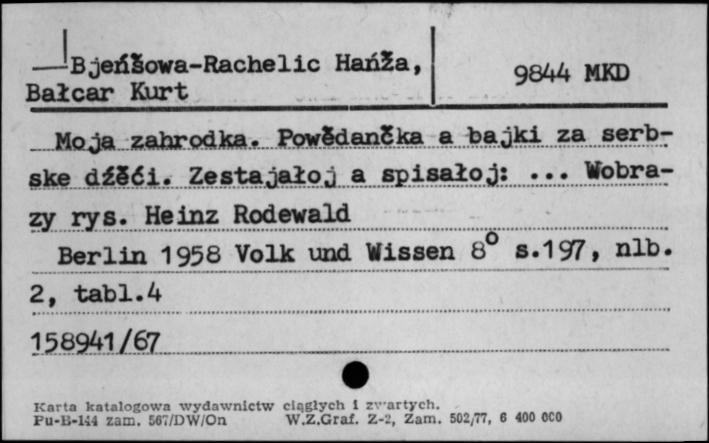 Bjeńšowa-Rachelic Hańža,
9844 MKD
Bałcar Kurt
Moja zahrodka. Powědančka a bajki za serb-
ske dźěći. Zestajałoj a spisałoj: ... Wobra-
zy rys. Heinz Rodewald
Berlin 1958 Volk und Wissen 8° s.197, nlb.
2, tabl.4
158941/67
Karta katalogowa wydawnictw ciągłych i zwartych.
Pu-B-144 zam. 567/DW/On W.Z.Graf. Z-2, Zam. 502/77, 6 400 000